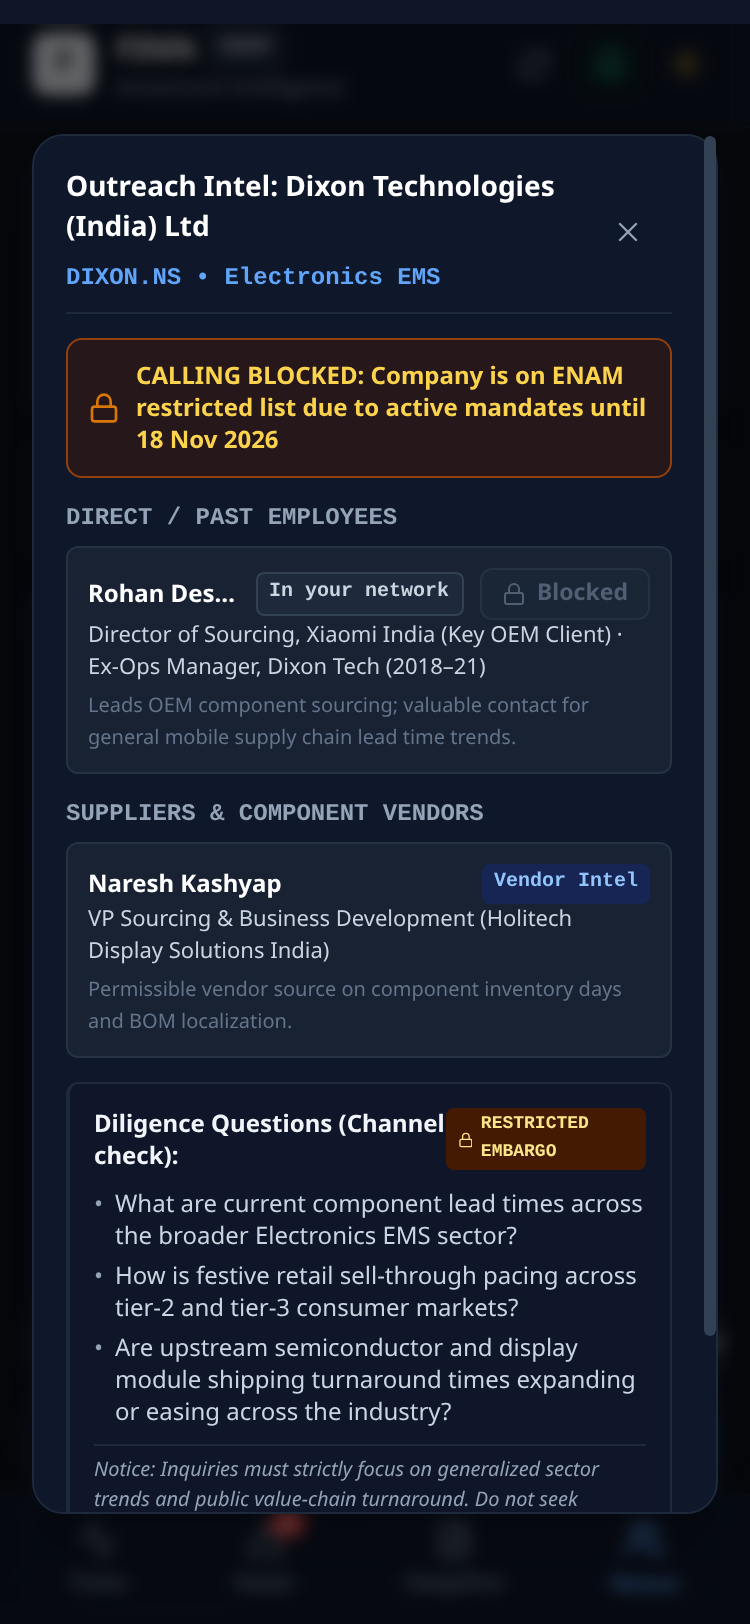 Outreach Intel: Dixon Technologies
(India) Ltd
DIXON.NS • Electronics EMS
CALLING BLOCKED: Company is on ENAM
restricted list due to active mandates until
18 Nov 2026
DIRECT / PAST EMPLOYEES
Rohan Des...
In your network
Blocked
Director of Sourcing, Xiaomi India (Key OEM Client) ·
Ex-Ops Manager, Dixon Tech (2018–21)
Leads OEM component sourcing; valuable contact for
general mobile supply chain lead time trends.
SUPPLIERS & COMPONENT VENDORS
Naresh Kashyap
Vendor Intel
VP Sourcing & Business Development (Holitech
Display Solutions India)
Permissible vendor source on component inventory days
and BOM localization.
Diligence Questions (Channel
check):
RESTRICTED
EMBARGO
• What are current component lead times across
the broader Electronics EMS sector?
• How is festive retail sell-through pacing across
tier-2 and tier-3 consumer markets?
• Are upstream semiconductor and display
module shipping turnaround times expanding
or easing across the industry?
Notice: Inquiries must strictly focus on generalized sector
trends and public value-chain turnaround. Do not seek